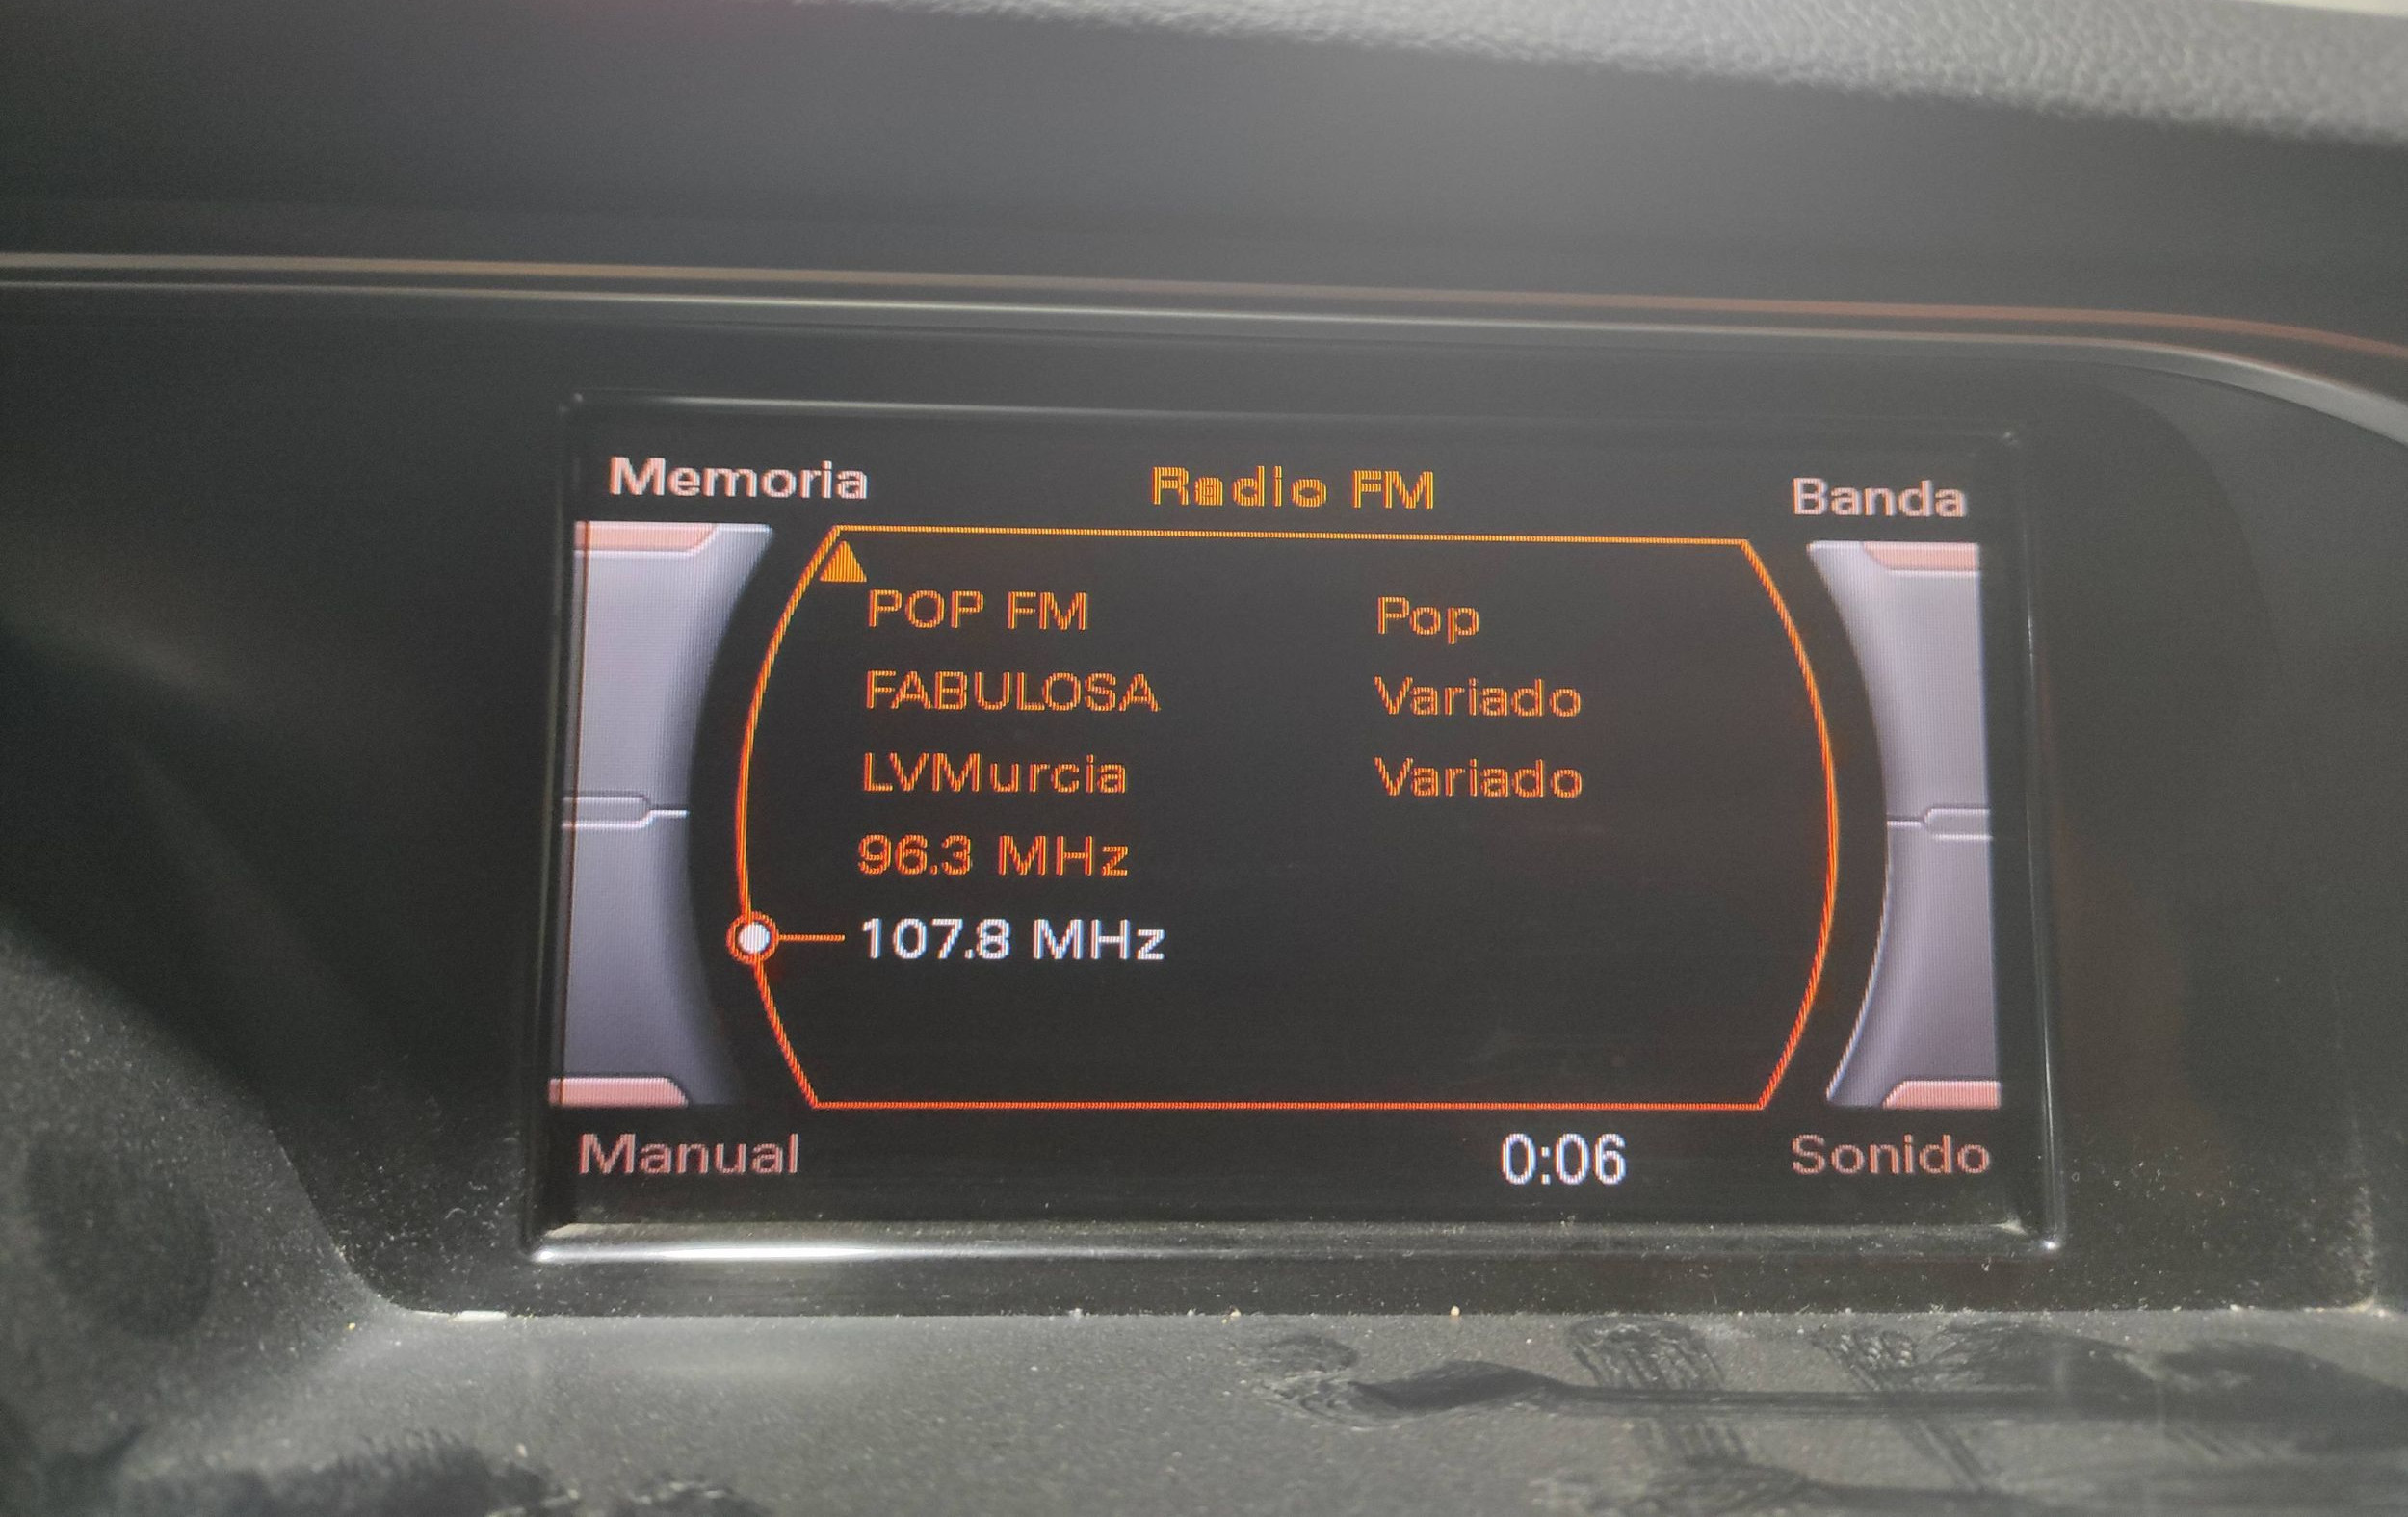 Memoria Radio FM Banda
POP FM Pop
FABULOSA Variado
LVMurcia Variado
96.3 MHz
107.8 MHz
Manual 0:06 Sonido